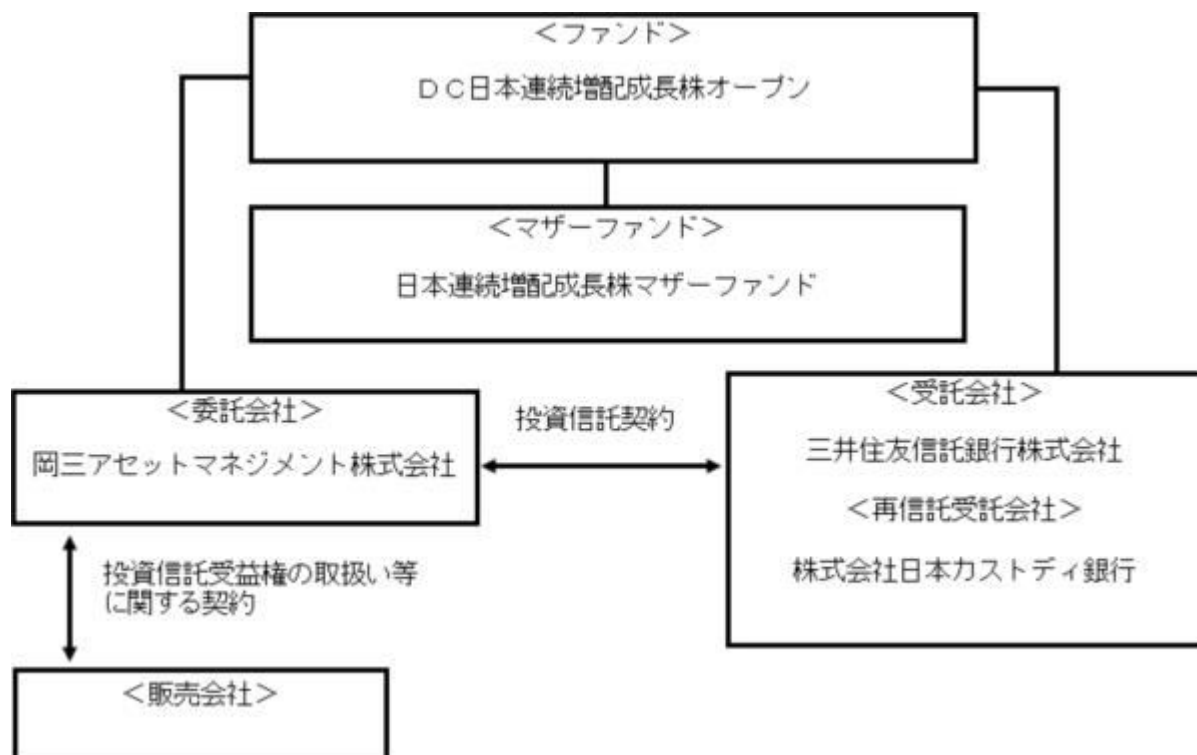 ＜ファンド＞
ＤＣ日本連続増配成長株オープン
＜マザーファンド＞
日本連続増配成長株マザーファンド
＜委託会社＞
岡三アセットマネジメント株式会社
投資信託契約
＜受託会社＞
三井住友信託銀行株式会社
＜再信託受託会社＞
株式会社日本カストディ銀行
投資信託受益権の取扱い等
に関する契約
＜販売会社＞